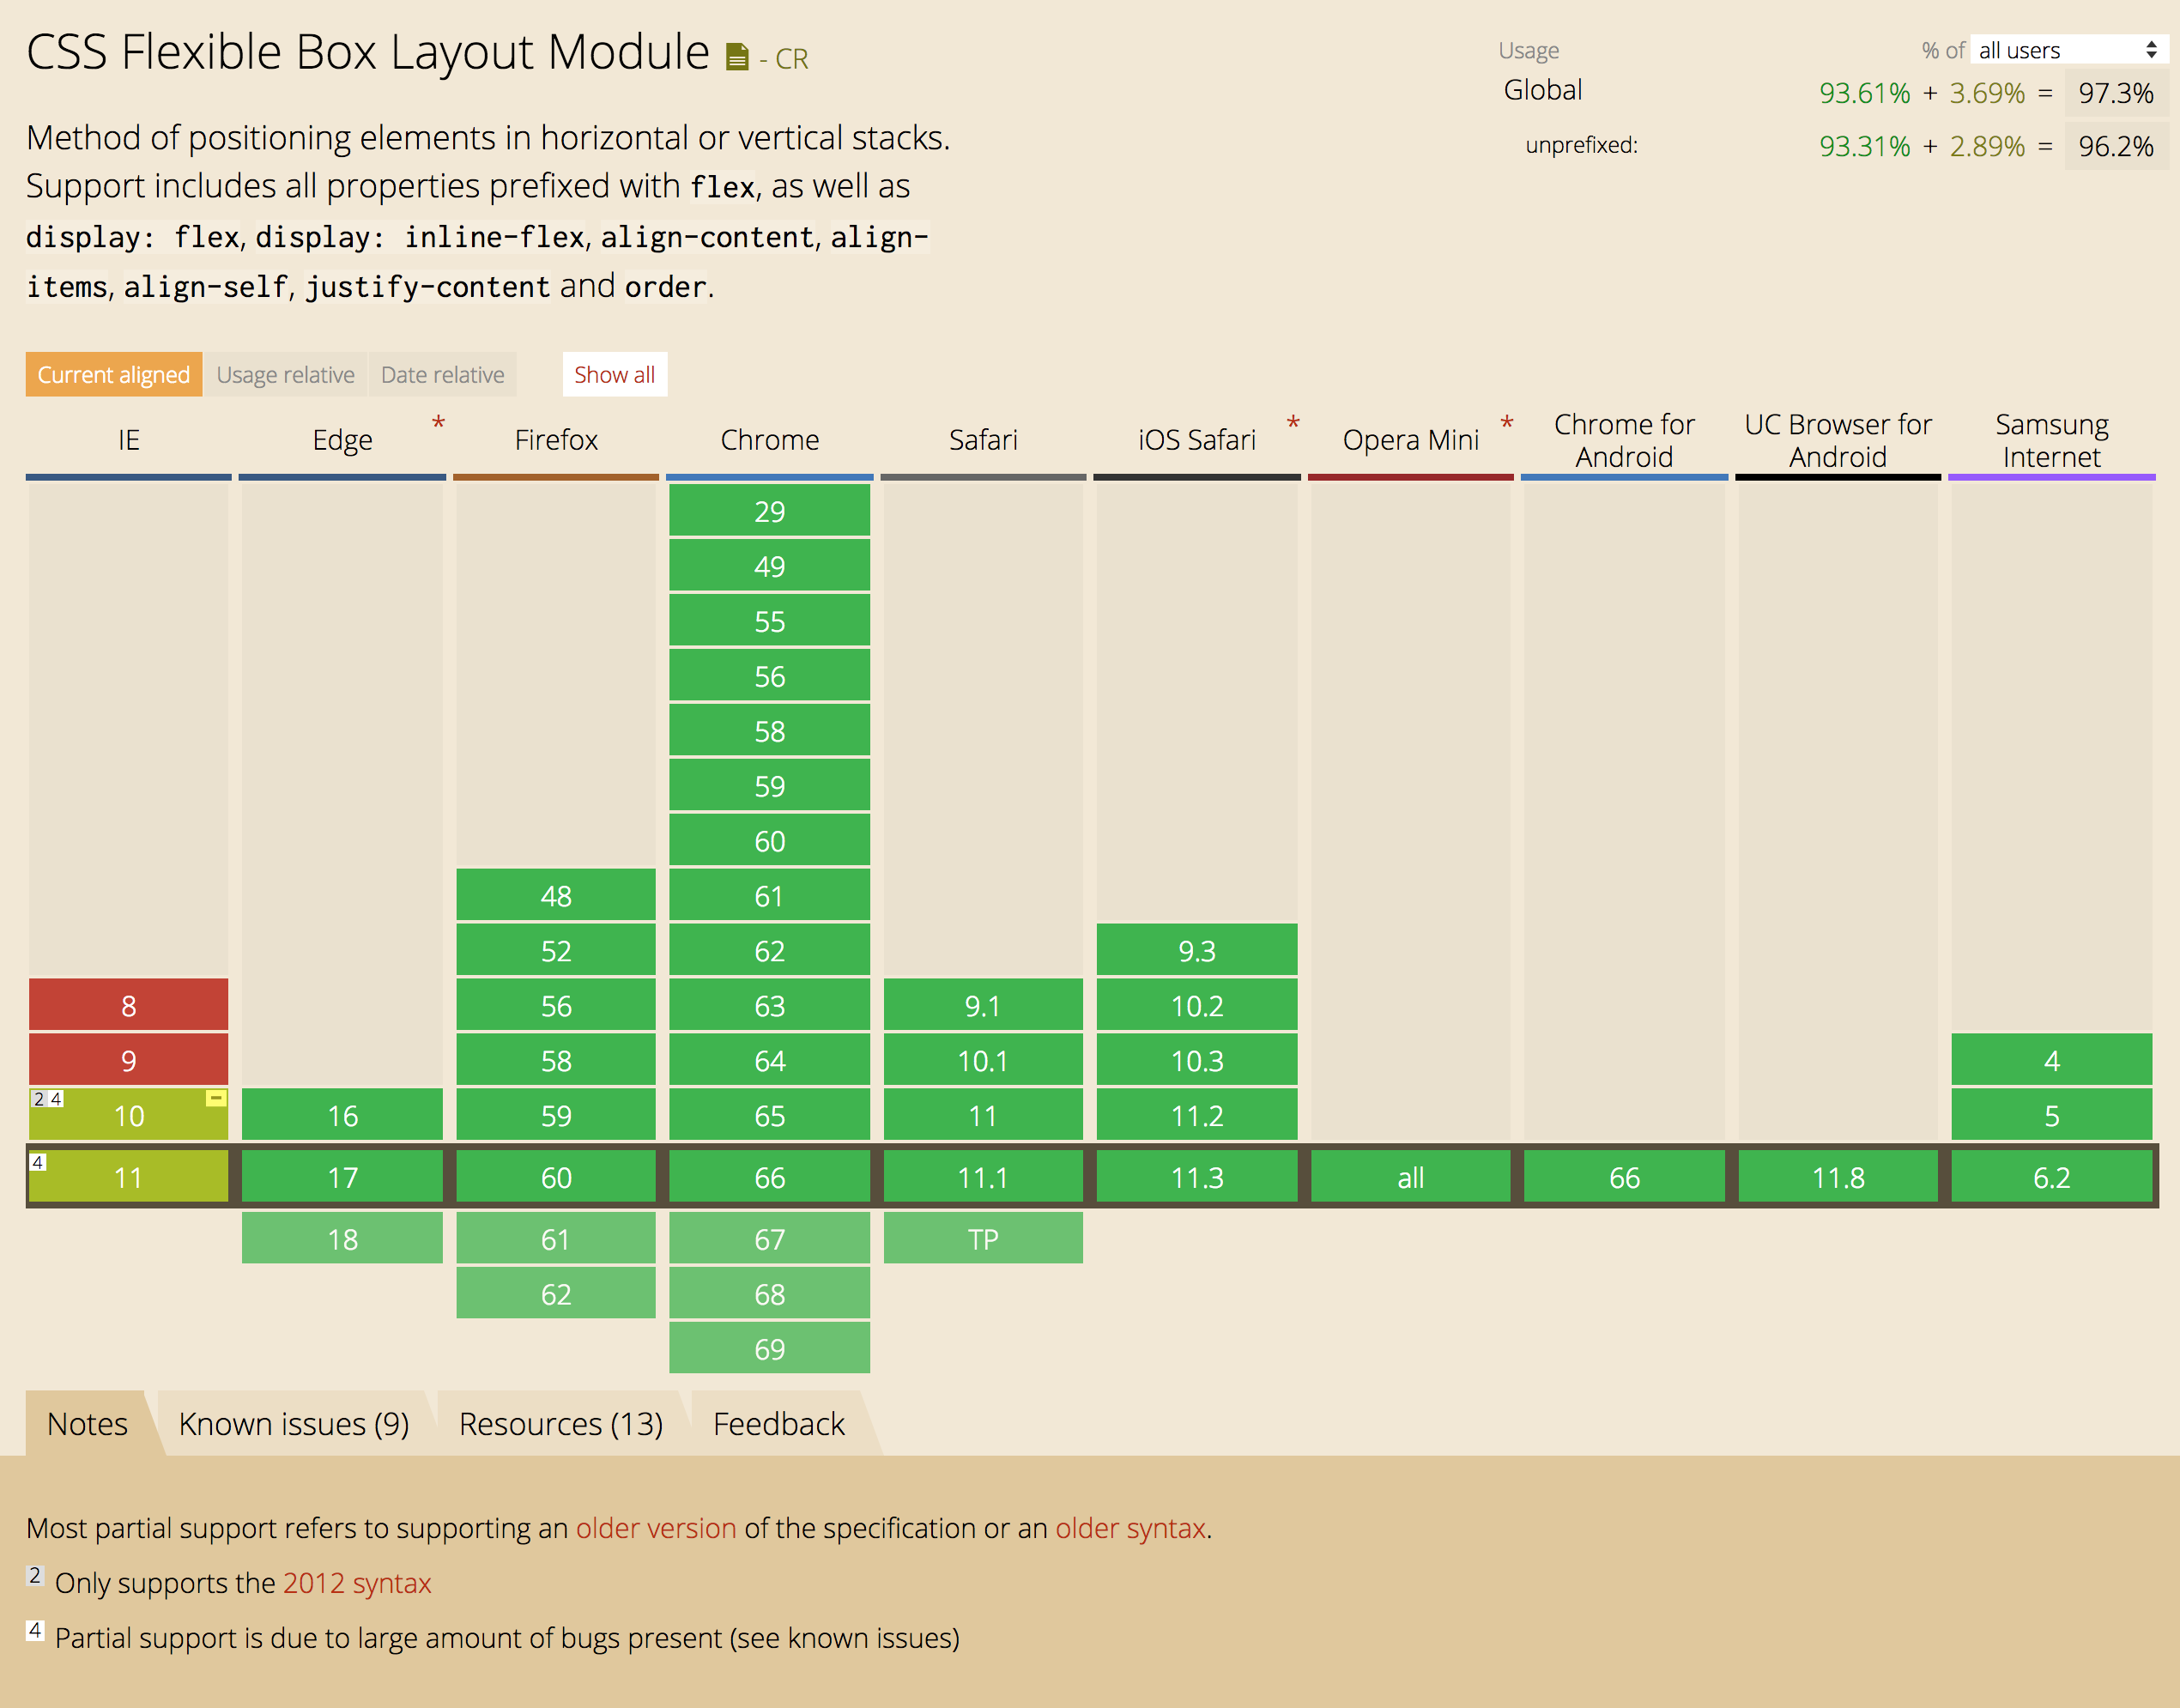 CSS Flexible Box Layout Module - CR
Usage % of all users
Global 93.61% + 3.69% = 97.3%
unprefixed: 93.31% + 2.89% = 96.2%
Method of positioning elements in horizontal or vertical stacks.
Support includes all properties prefixed with flex, as well as
display: flex, display: inline-flex, align-content, align-
items, align-self, justify-content and order.
Current aligned Usage relative Date relative Show all
IE Edge * Firefox Chrome Safari iOS Safari * Opera Mini * Chrome for Android UC Browser for Android Samsung Internet
29
49
55
56
58
59
60
48 61
52 62 9.3
8 56 63 9.1 10.2
9 58 64 10.1 10.3 4
2 4 10 - 16 59 65 11 11.2 5
4 11 17 60 66 11.1 11.3 all 66 11.8 6.2
18 61 67 TP
62 68
69
Notes Known issues (9) Resources (13) Feedback
Most partial support refers to supporting an older version of the specification or an older syntax.
2 Only supports the 2012 syntax
4 Partial support is due to large amount of bugs present (see known issues)